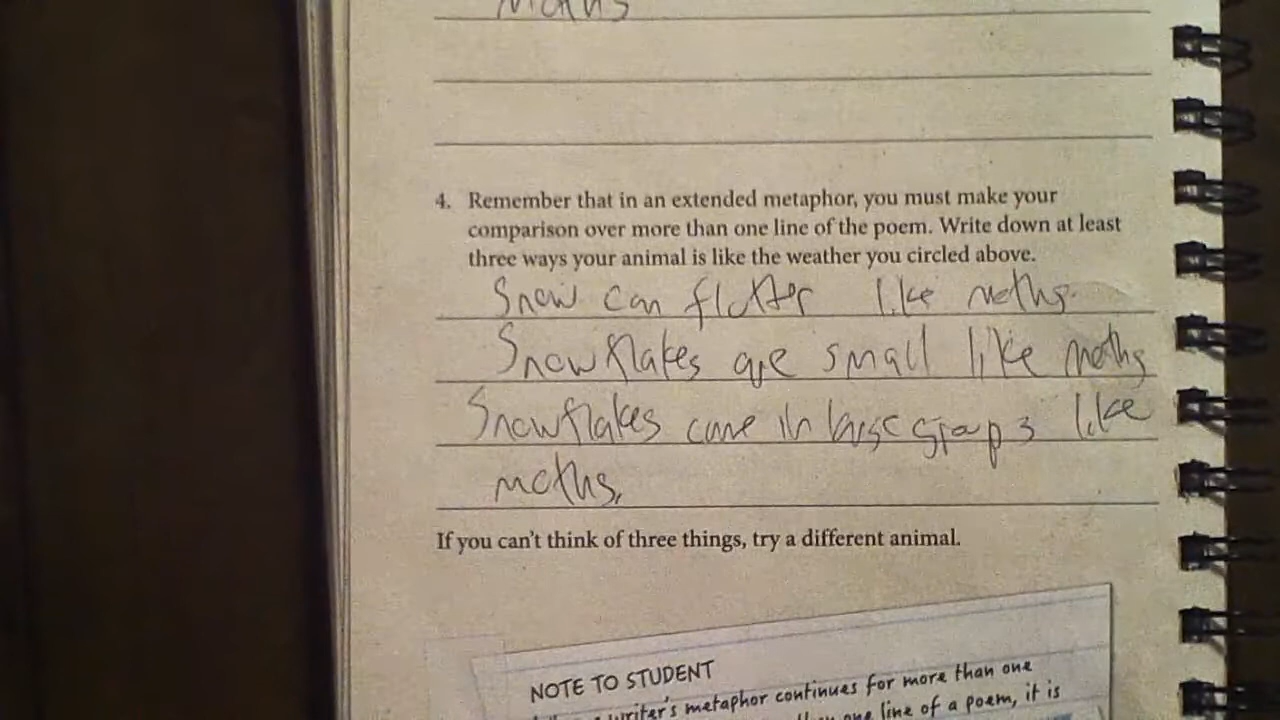 Moths
4. Remember that in an extended metaphor, you must make your
comparison over more than one line of the poem. Write down at least
three ways your animal is like the weather you circled above.
Snow can flutter like moths.
Snowflakes are small like moths
Snowflakes come in large groups like
moths.
If you can't think of three things, try a different animal.
NOTE TO STUDENT
writer's metaphor continues for more than one
than one line of a poem, it is